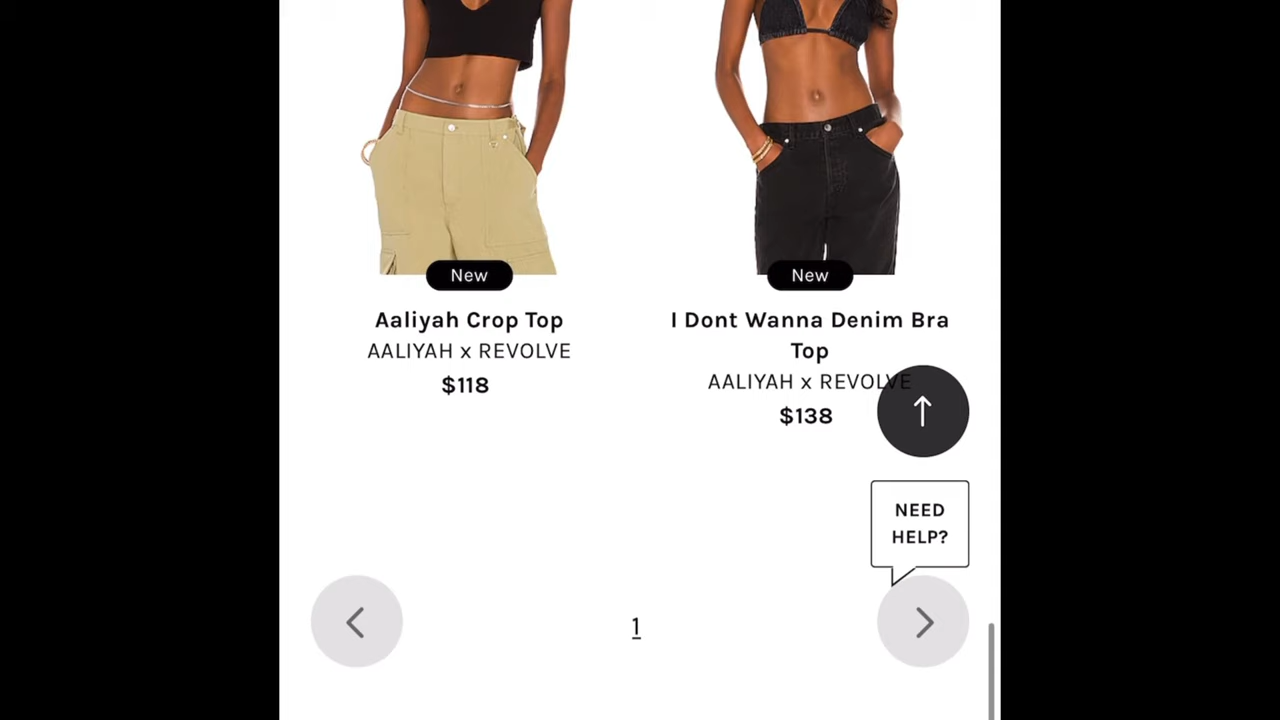 New
Aaliyah Crop Top
AALIYAH x REVOLVE
$118
New
I Dont Wanna Denim Bra
Top
AALIYAH x REVOLVE
$138
NEED
HELP?
1